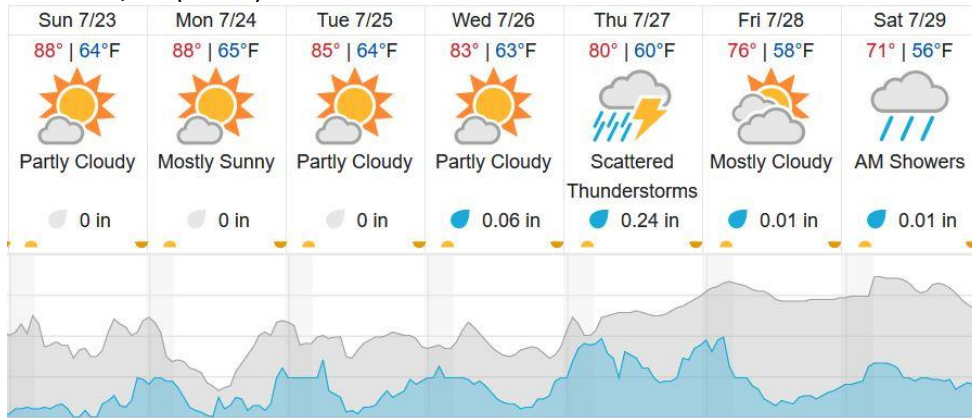 Sun 7/23 Mon 7/24 Tue 7/25 Wed 7/26 Thu 7/27 Fri 7/28 Sat 7/29
88° | 64°F 88° | 65°F 85° | 64°F 83° | 63°F 80° | 60°F 76° | 58°F 71° | 56°F
Partly Cloudy Mostly Sunny Partly Cloudy Partly Cloudy Scattered Mostly Cloudy AM Showers
Thunderstorms
0 in 0 in 0 in 0.06 in 0.24 in 0.01 in 0.01 in